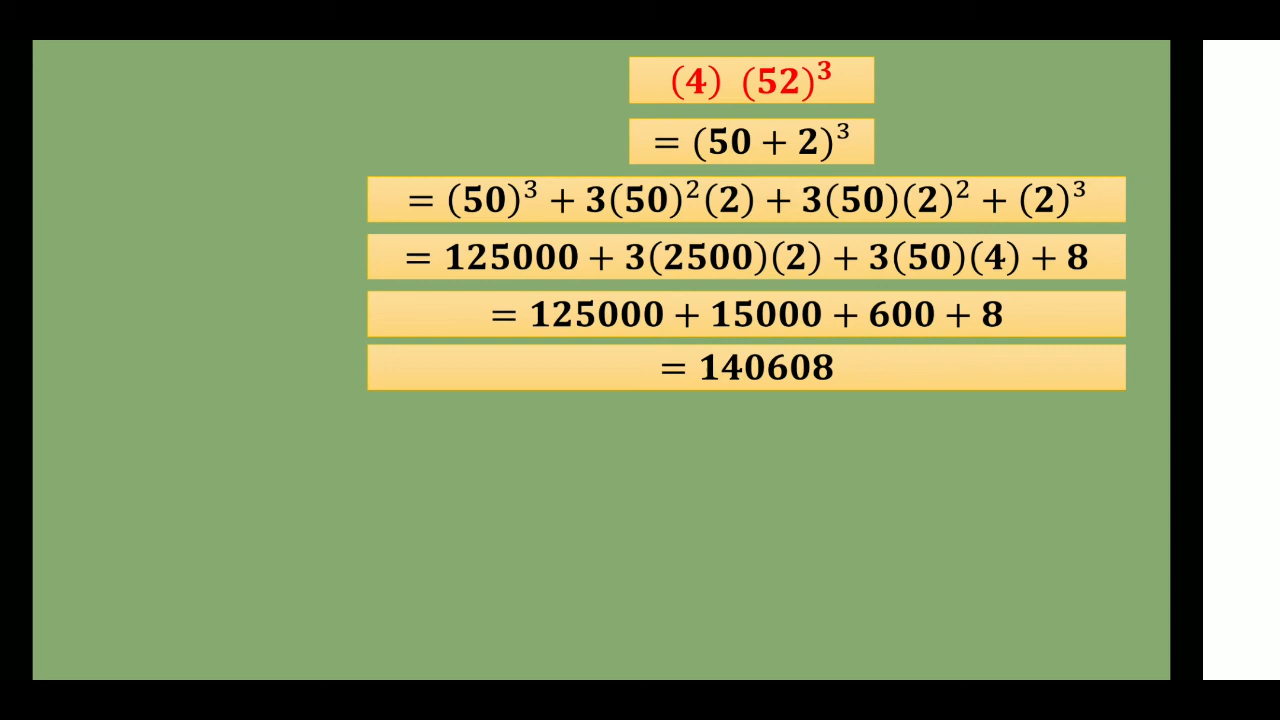 (4) (52)³
= (50 + 2)³
= (50)³ + 3(50)²(2) + 3(50)(2)² + (2)³
= 125000 + 3(2500)(2) + 3(50)(4) + 8
= 125000 + 15000 + 600 + 8
= 140608